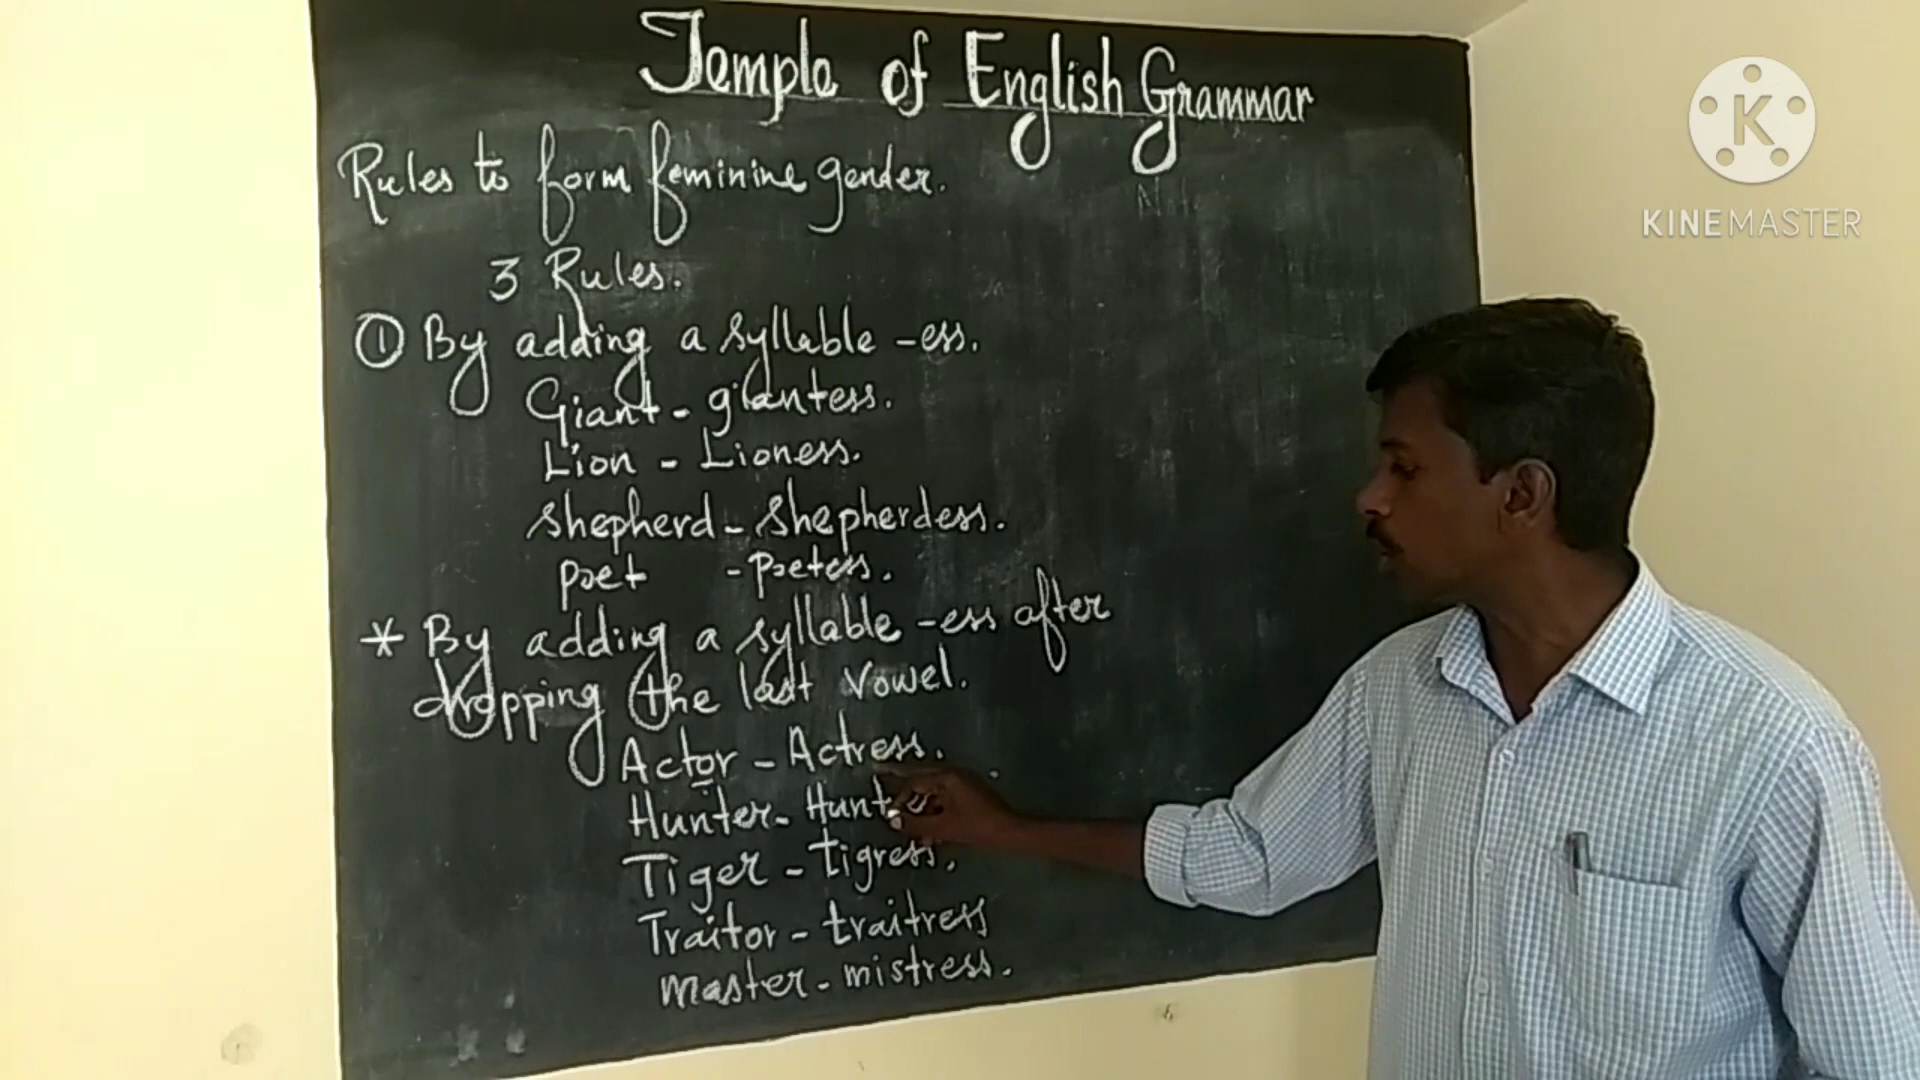 Temple of English Grammar
Rules to form feminine gender.
3 Rules.
① By adding a syllable -ess.
Giant - giantess.
Lion - Lioness.
shepherd - shepherdess.
poet - poetess.
* By adding a syllable -ess after
dropping the last vowel.
Actor - Actress.
Hunter - Hunt
Tiger - tigress.
Traitor - traitress
master - mistress.
K
KINEMASTER